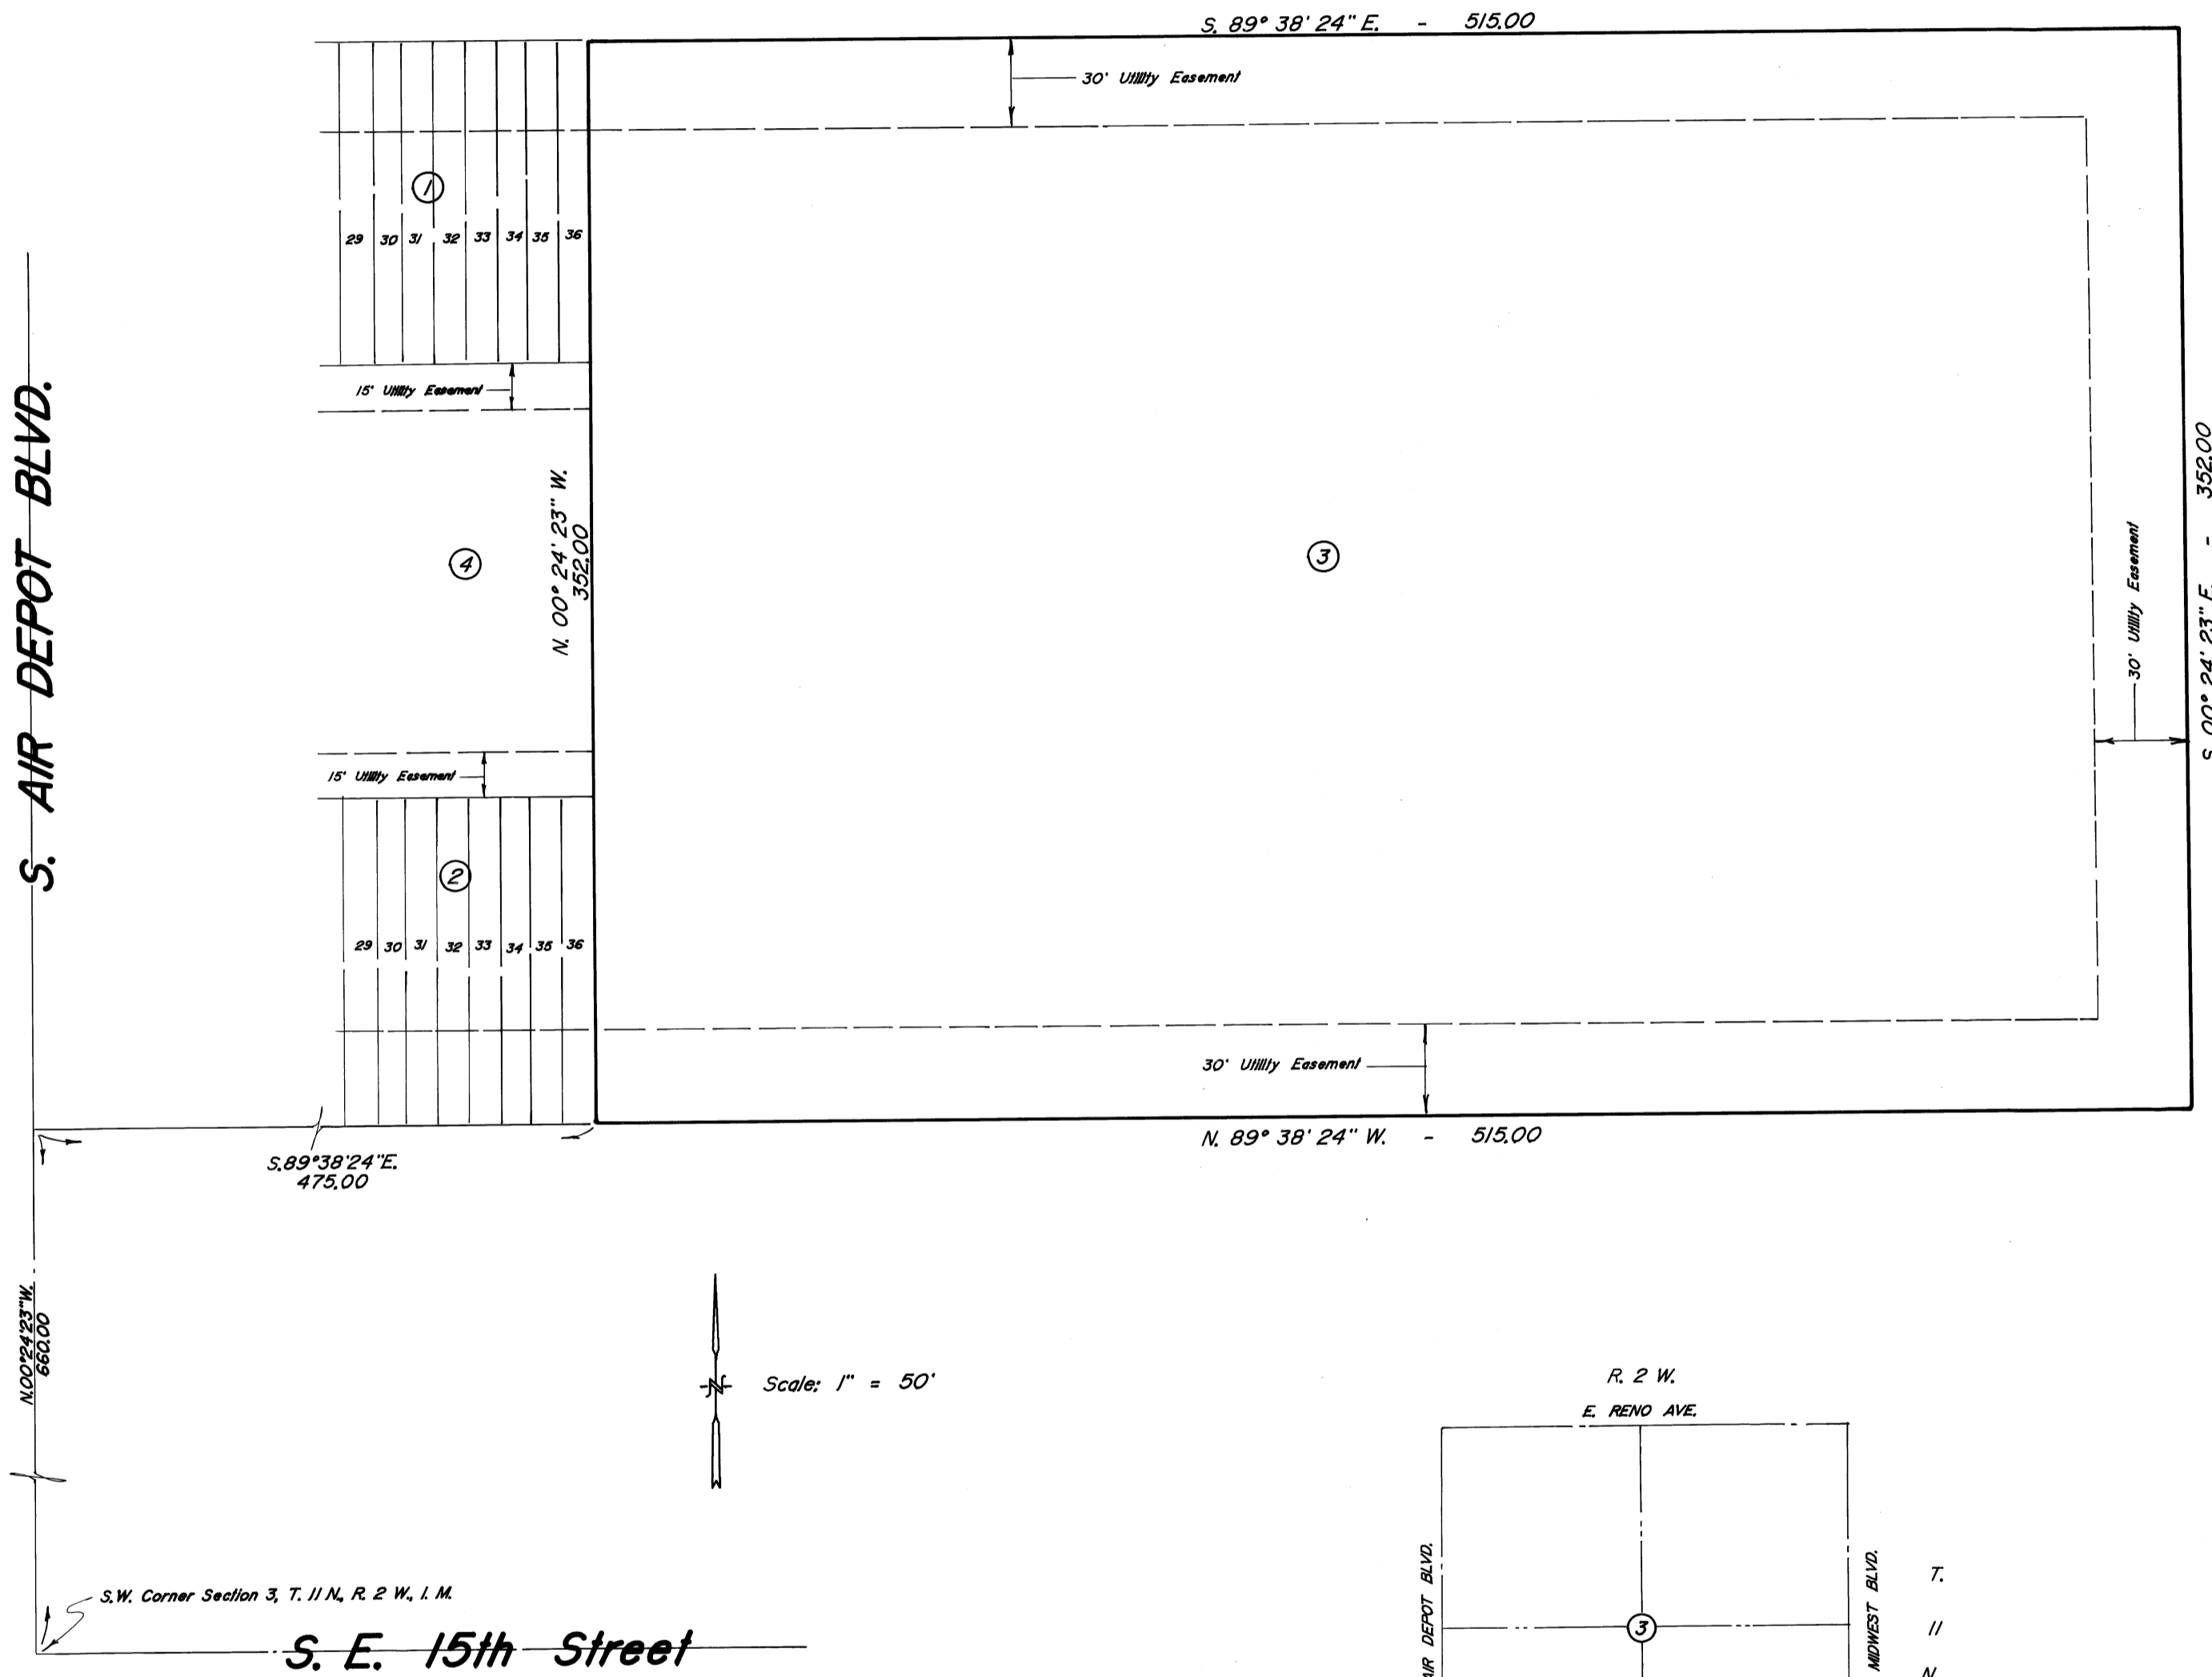 S. 89° 38' 24" E. - 515.00
30' Utility Easement
1
29 30 31 32 33 34 35 36
15' Utility Easement
S. AIR DEPOT BLVD.
N. 00° 24' 23" W.
352.00
4
3
30' Utility Easement
S. 00° 24' 23" E. - 352.00
15' Utility Easement
2
29 30 31 32 33 34 35 36
30' Utility Easement
N. 89° 38' 24" W. - 515.00
S.89°38'24"E.
475.00
N.00°24'23"W.
660.00
N
Scale: 1" = 50'
R. 2 W.
E. RENO AVE.
AIR DEPOT BLVD.
3
MIDWEST BLVD.
T.
11
N.
S.W. Corner Section 3, T. 11 N., R. 2 W., I. M.
S. E. 15th Street